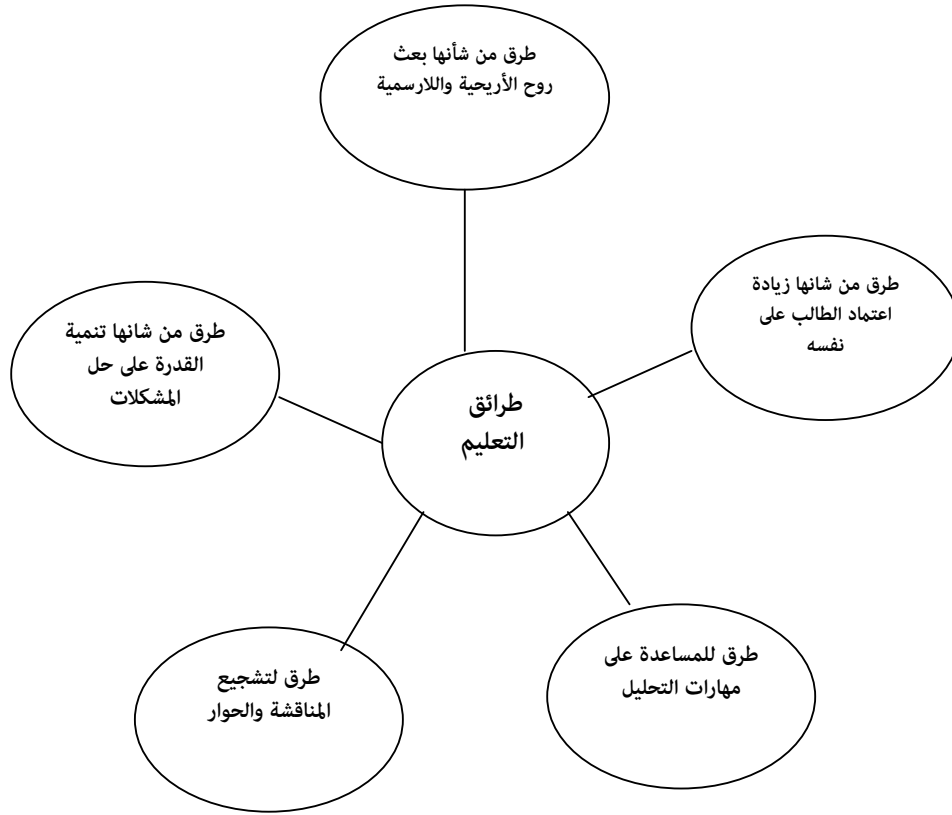 طرق من شأنها بعث
روح الأريحية واللارسمية
طرق من شانها زيادة
اعتماد الطالب على
نفسه
طرق من شانها تنمية
القدرة على حل
المشكلات
طرائق
التعليم
طرق للمساعدة على
مهارات التحليل
طرق لتشجيع
المناقشة والحوار